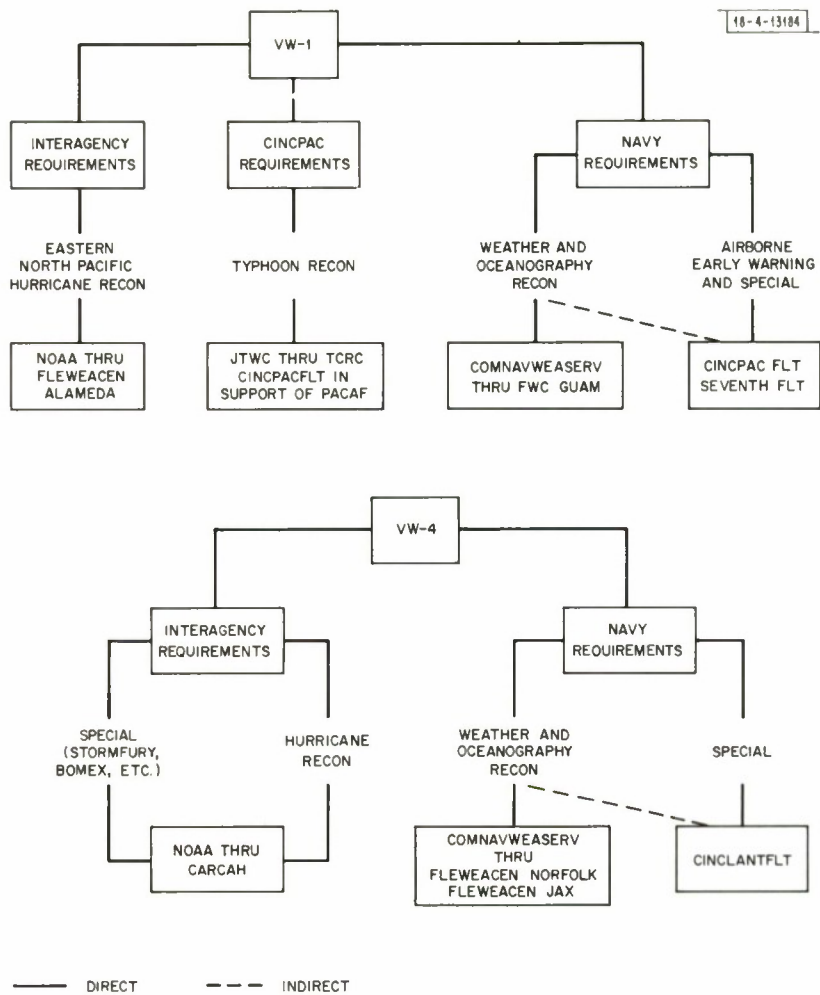 18-4-13184
VW-1
INTERAGENCY
REQUIREMENTS
CINCPAC
REQUIREMENTS
NAVY
REQUIREMENTS
EASTERN
NORTH PACIFIC
HURRICANE RECON
TYPHOON RECON
WEATHER AND
OCEANOGRAPHY
RECON
AIRBORNE
EARLY WARNING
AND SPECIAL
NOAA THRU
FLEWEACEN
ALAMEDA
JTWC THRU TCRC
CINCPACFLT IN
SUPPORT OF PACAF
COMNAVWEASERV
THRU FWC GUAM
CINCPAC FLT
SEVENTH FLT
VW-4
INTERAGENCY
REQUIREMENTS
NAVY
REQUIREMENTS
SPECIAL
(STORMFURY,
BOMEX, ETC.)
HURRICANE
RECON
WEATHER AND
OCEANOGRAPHY
RECON
SPECIAL
NOAA THRU
CARCAH
COMNAVWEASERV
THRU
FLEWEACEN NORFOLK
FLEWEACEN JAX
CINCLANTFLT
DIRECT
INDIRECT